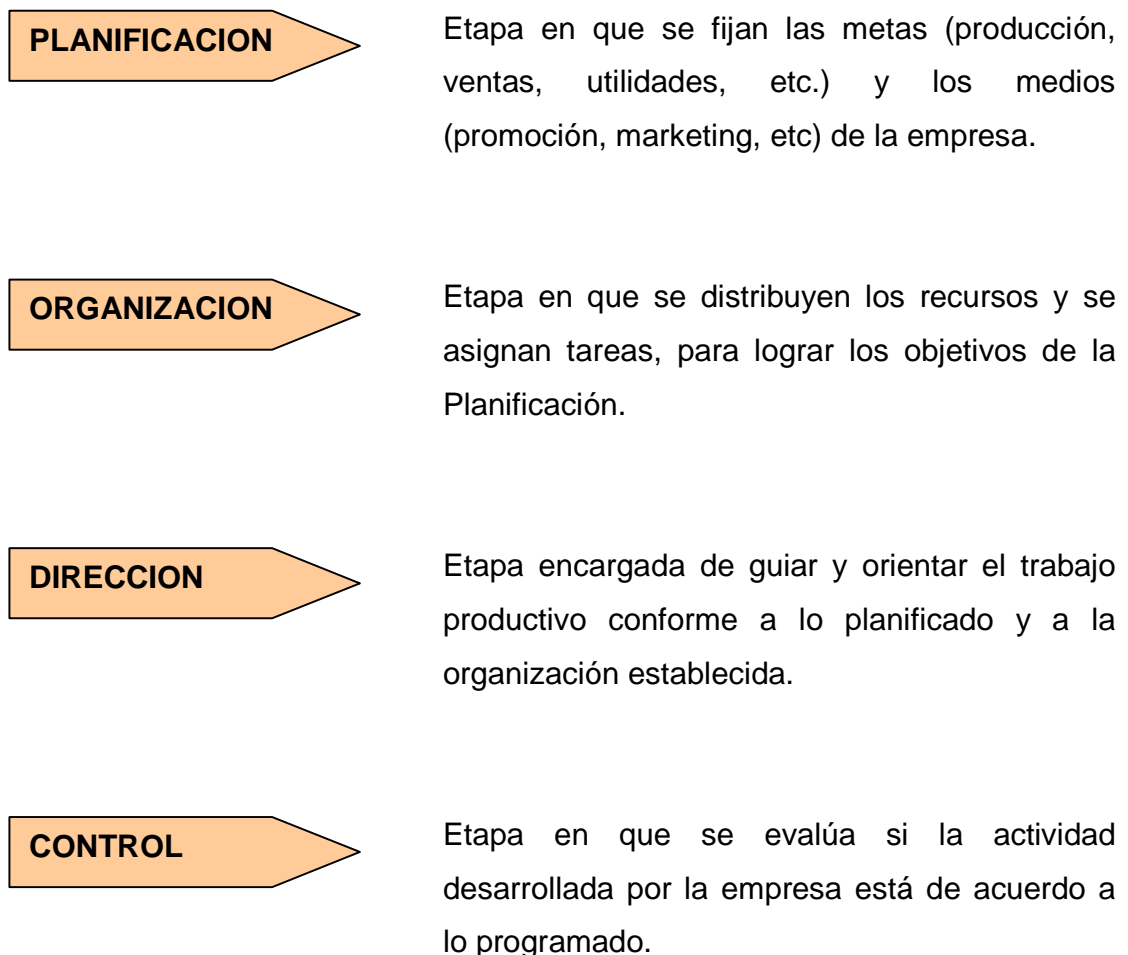 PLANIFICACION
Etapa en que se fijan las metas (producción,
ventas, utilidades, etc.) y los medios
(promoción, marketing, etc) de la empresa.
ORGANIZACION
Etapa en que se distribuyen los recursos y se
asignan tareas, para lograr los objetivos de la
Planificación.
DIRECCION
Etapa encargada de guiar y orientar el trabajo
productivo conforme a lo planificado y a la
organización establecida.
CONTROL
Etapa en que se evalúa si la actividad
desarrollada por la empresa está de acuerdo a
lo programado.